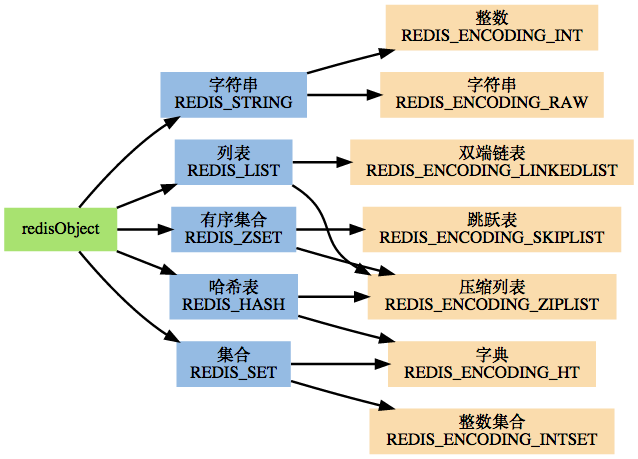 redisObject
字符串
REDIS_STRING
列表
REDIS_LIST
有序集合
REDIS_ZSET
哈希表
REDIS_HASH
集合
REDIS_SET
整数
REDIS_ENCODING_INT
字符串
REDIS_ENCODING_RAW
双端链表
REDIS_ENCODING_LINKEDLIST
跳跃表
REDIS_ENCODING_SKIPLIST
压缩列表
REDIS_ENCODING_ZIPLIST
字典
REDIS_ENCODING_HT
整数集合
REDIS_ENCODING_INTSET